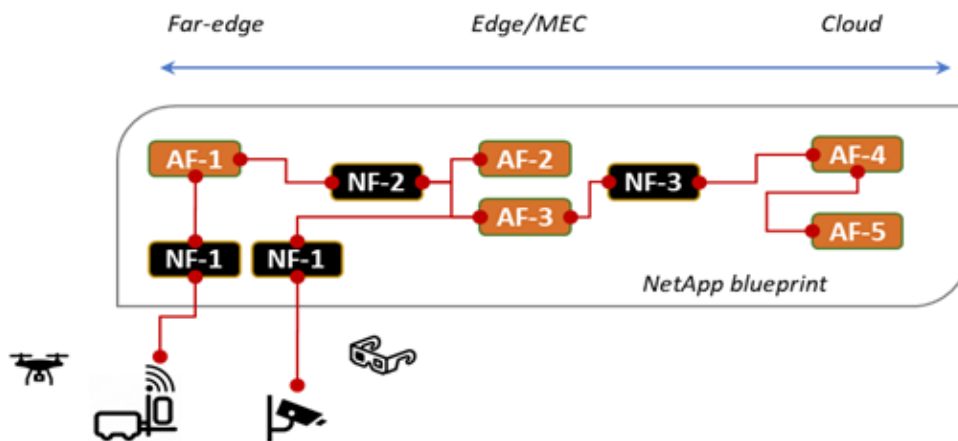 Far-edge Edge/MEC Cloud
AF-1 AF-2 AF-4
NF-2 NF-3
AF-3 AF-5
NF-1 NF-1
NetApp blueprint